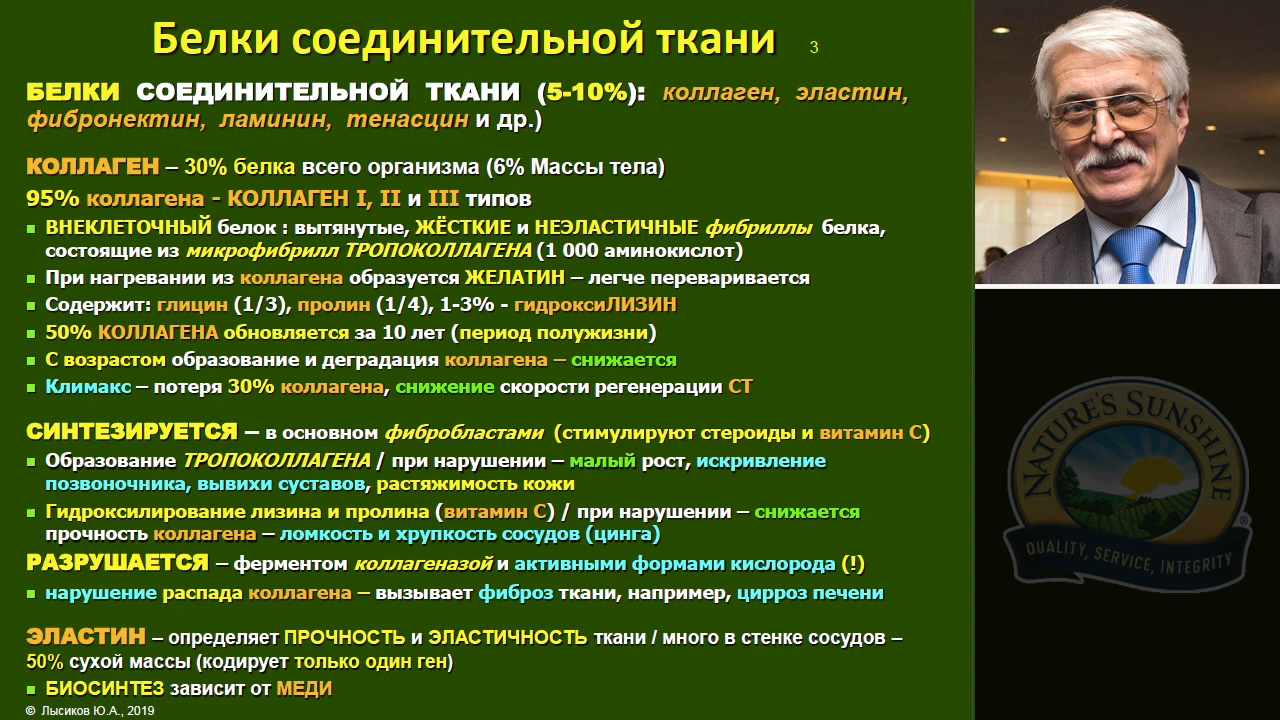 Белки соединительной ткани 3
БЕЛКИ СОЕДИНИТЕЛЬНОЙ ТКАНИ (5-10%): коллаген, эластин,
фибронектин, ламинин, тенасцин и др.)
КОЛЛАГЕН – 30% белка всего организма (6% Массы тела)
95% коллагена - КОЛЛАГЕН I, II и III типов
ВНЕКЛЕТОЧНЫЙ белок : вытянутые, ЖЁСТКИЕ и НЕЭЛАСТИЧНЫЕ фибриллы белка,
состоящие из микрофибрилл ТРОПОКОЛЛАГЕНА (1 000 аминокислот)
При нагревании из коллагена образуется ЖЕЛАТИН – легче переваривается
Содержит: глицин (1/3), пролин (1/4), 1-3% - гидроксиЛИЗИН
50% КОЛЛАГЕНА обновляется за 10 лет (период полужизни)
С возрастом образование и деградация коллагена – снижается
Климакс – потеря 30% коллагена, снижение скорости регенерации СТ
СИНТЕЗИРУЕТСЯ – в основном фибробластами (стимулируют стероиды и витамин С)
Образование ТРОПОКОЛЛАГЕНА / при нарушении – малый рост, искривление
позвоночника, вывихи суставов, растяжимость кожи
Гидроксилирование лизина и пролина (витамин С) / при нарушении – снижается
прочность коллагена – ломкость и хрупкость сосудов (цинга)
РАЗРУШАЕТСЯ – ферментом коллагеназой и активными формами кислорода (!)
нарушение распада коллагена – вызывает фиброз ткани, например, цирроз печени
ЭЛАСТИН – определяет ПРОЧНОСТЬ и ЭЛАСТИЧНОСТЬ ткани / много в стенке сосудов –
50% сухой массы (кодирует только один ген)
БИОСИНТЕЗ зависит от МЕДИ
© Лысиков Ю.А., 2019
NATURE'S SUNSHINE®
QUALITY, SERVICE, INTEGRITY